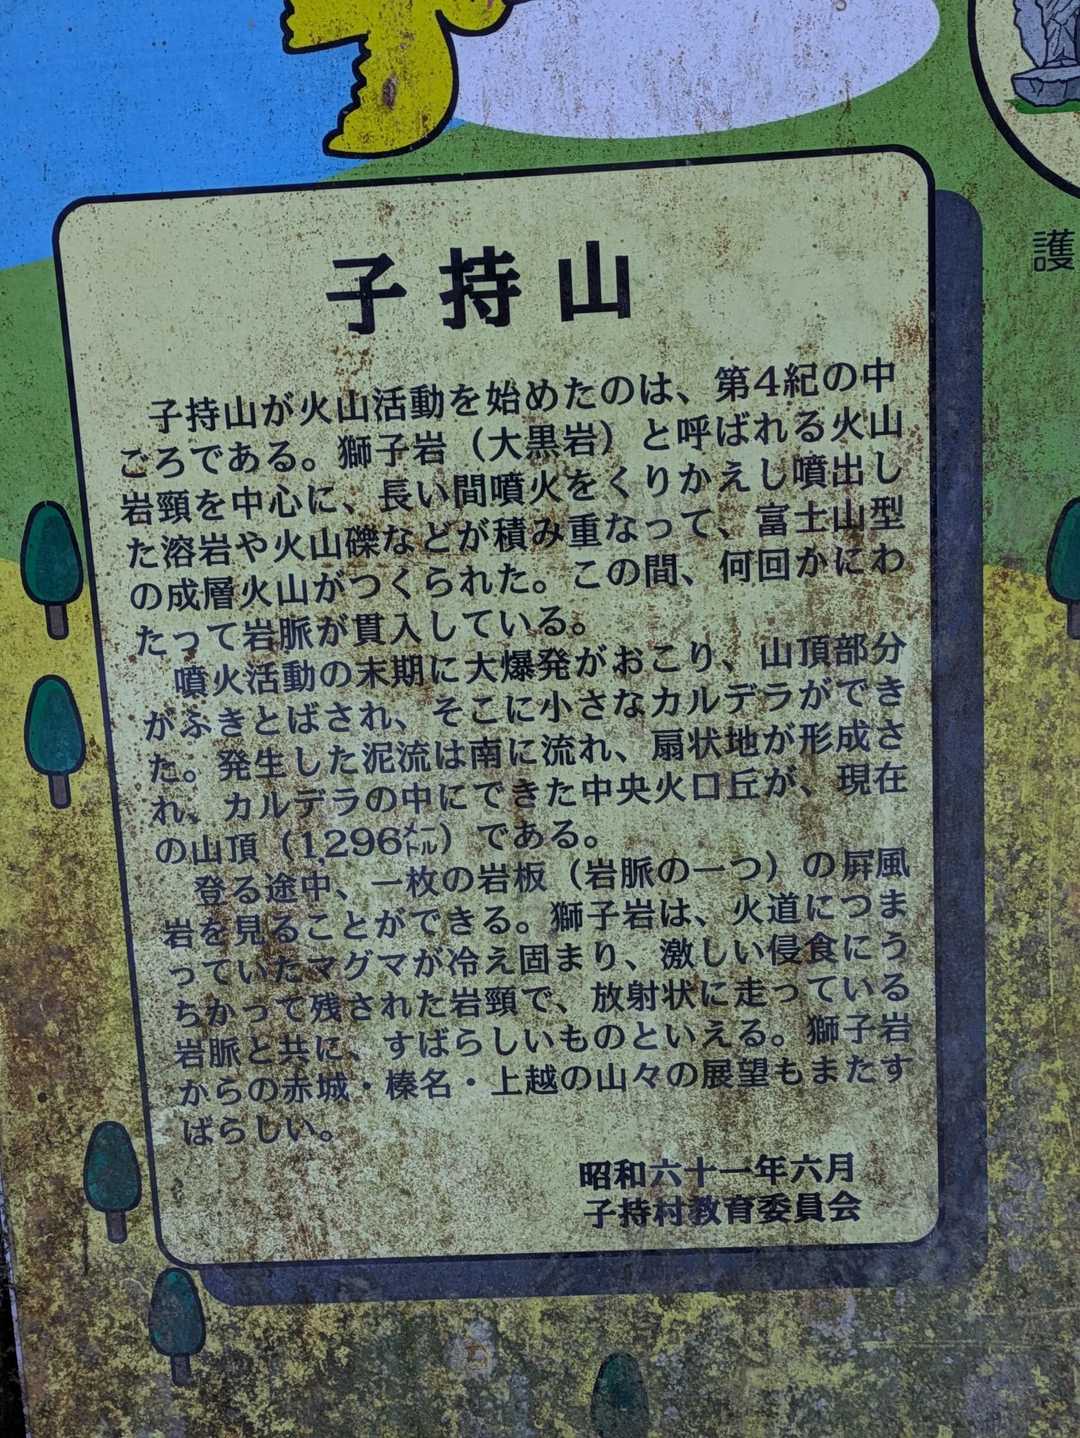 護
子持山
子持山が火山活動を始めたのは、第4紀の中
ごろである。獅子岩（大黒岩）と呼ばれる火山
岩頸を中心に、長い間噴火をくりかえし噴出し
た溶岩や火山礫などが積み重なって、富士山型
の成層火山がつくられた。この間、何回かにわ
たって岩脈が貫入している。
噴火活動の末期に大爆発がおこり、山頂部分
がふきとばされ、そこに小さなカルデラができ
た。発生した泥流は南に流れ、扇状地が形成さ
れ、カルデラの中にできた中央火口丘が、現在
の山頂（1,296㍍）である。
登る途中、一枚の岩板（岩脈の一つ）の屛風
岩を見ることができる。獅子岩は、火道につま
っていたマグマが冷え固まり、激しい侵食にう
ちかって残された岩頸で、放射状に走っている
岩脈と共に、すばらしいものといえる。獅子岩
からの赤城・榛名・上越の山々の展望もまたす
ばらしい。
昭和六十一年六月
子持村教育委員会